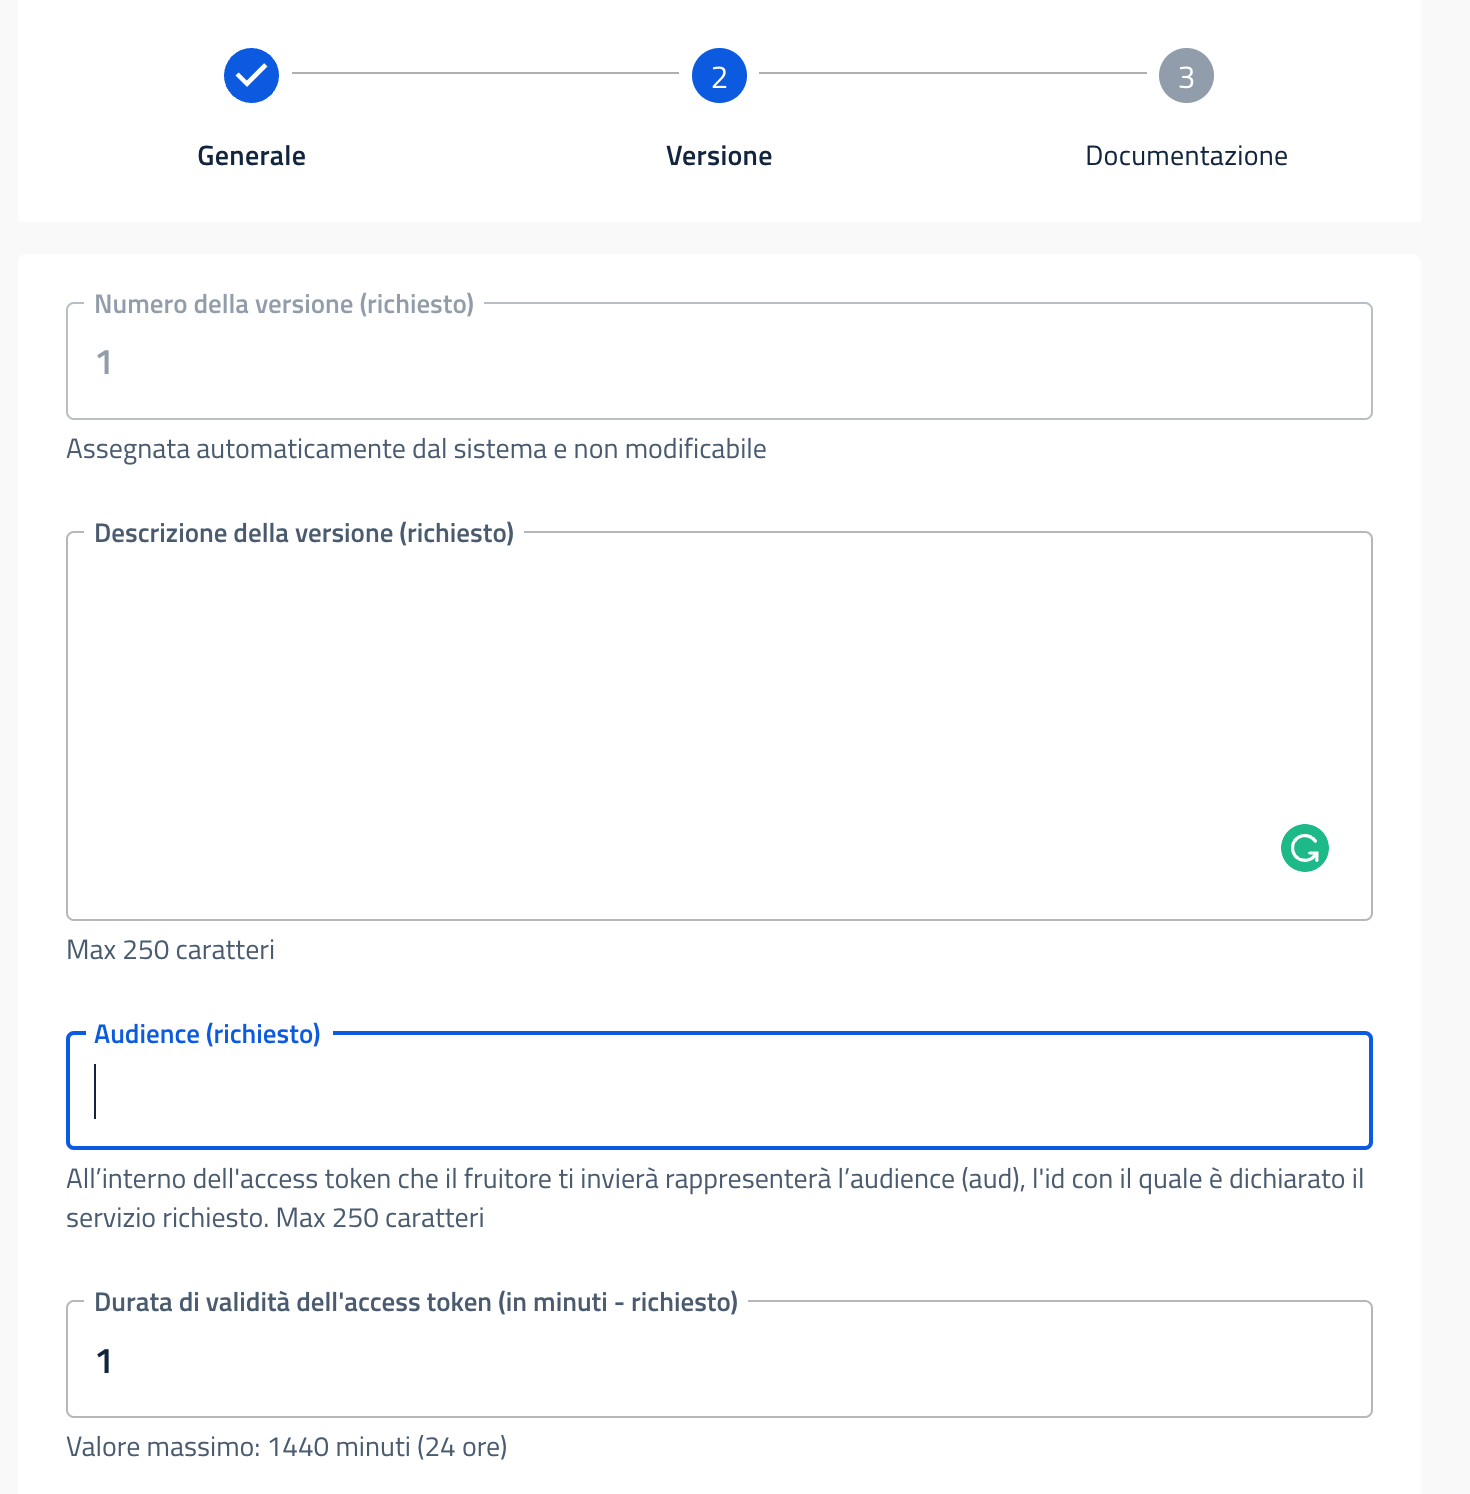 2
3
Generale
Versione
Documentazione
Numero della versione (richiesto)
1
Assegnata automaticamente dal sistema e non modificabile
Descrizione della versione (richiesto)
Max 250 caratteri
Audience (richiesto)
All’interno dell'access token che il fruitore ti invierà rappresenterà l’audience (aud), l'id con il quale è dichiarato il
servizio richiesto. Max 250 caratteri
Durata di validità dell'access token (in minuti - richiesto)
1
Valore massimo: 1440 minuti (24 ore)